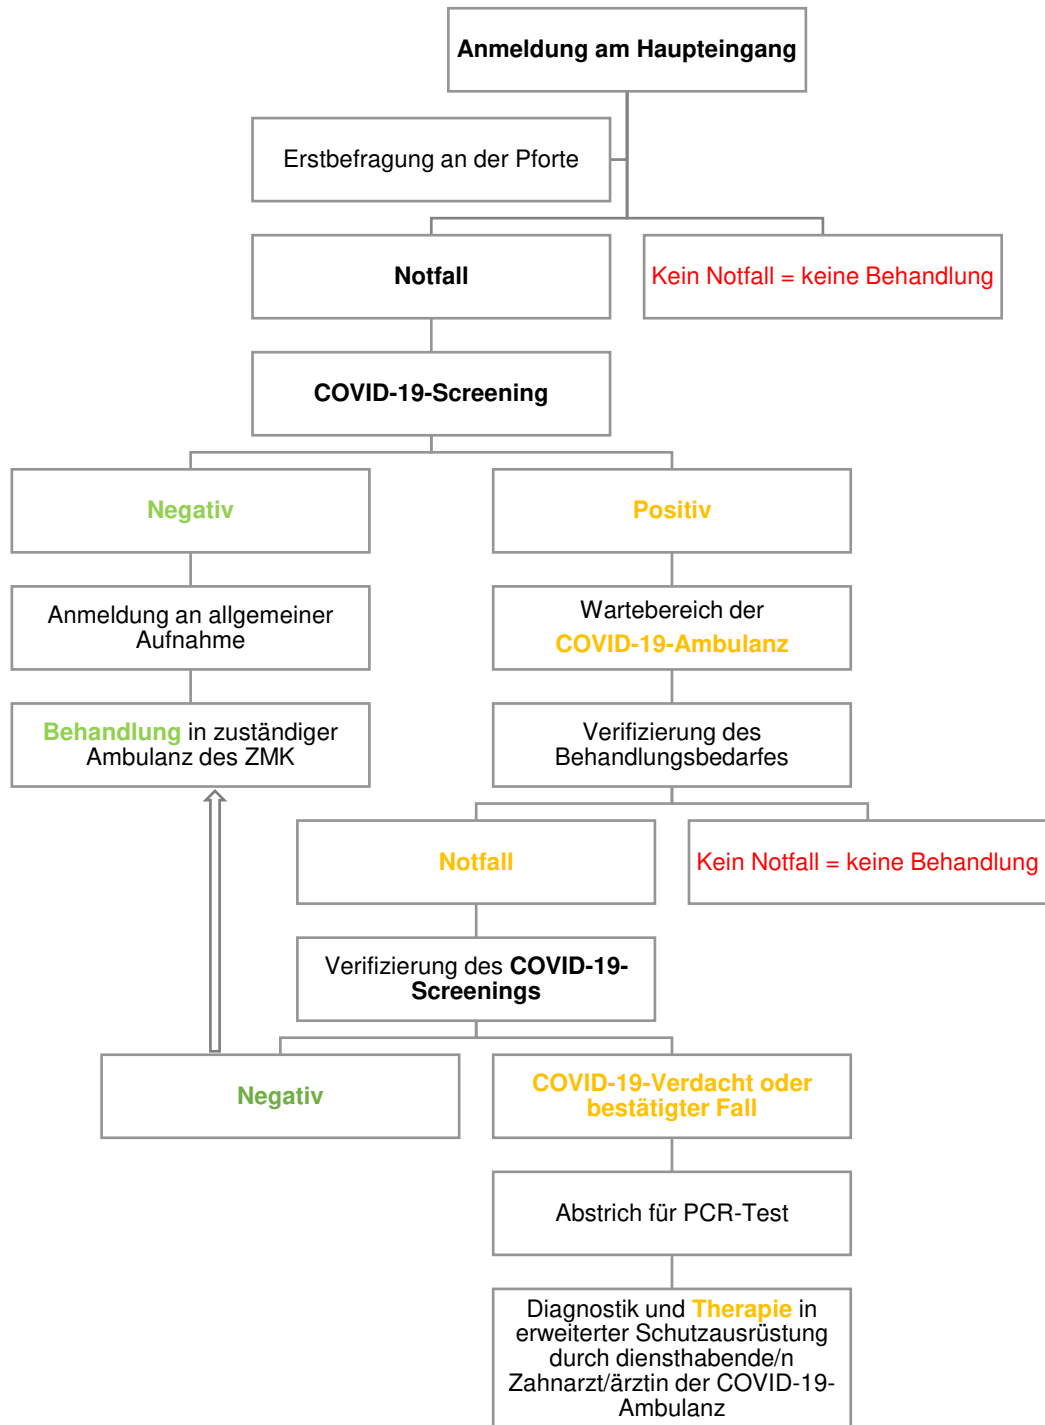 Anmeldung am Haupteingang
Erstbefragung an der Pforte
Notfall
Kein Notfall = keine Behandlung
COVID-19-Screening
Negativ
Positiv
Anmeldung an allgemeiner
Aufnahme
Wartebereich der
COVID-19-Ambulanz
Behandlung in zuständiger
Ambulanz des ZMK
Verifizierung des
Behandlungsbedarfes
Notfall
Kein Notfall = keine Behandlung
Verifizierung des COVID-19-
Screenings
Negativ
COVID-19-Verdacht oder
bestätigter Fall
Abstrich für PCR-Test
Diagnostik und Therapie in
erweiterter Schutzausrüstung
durch diensthabende/n
Zahnarzt/ärztin der COVID-19-
Ambulanz